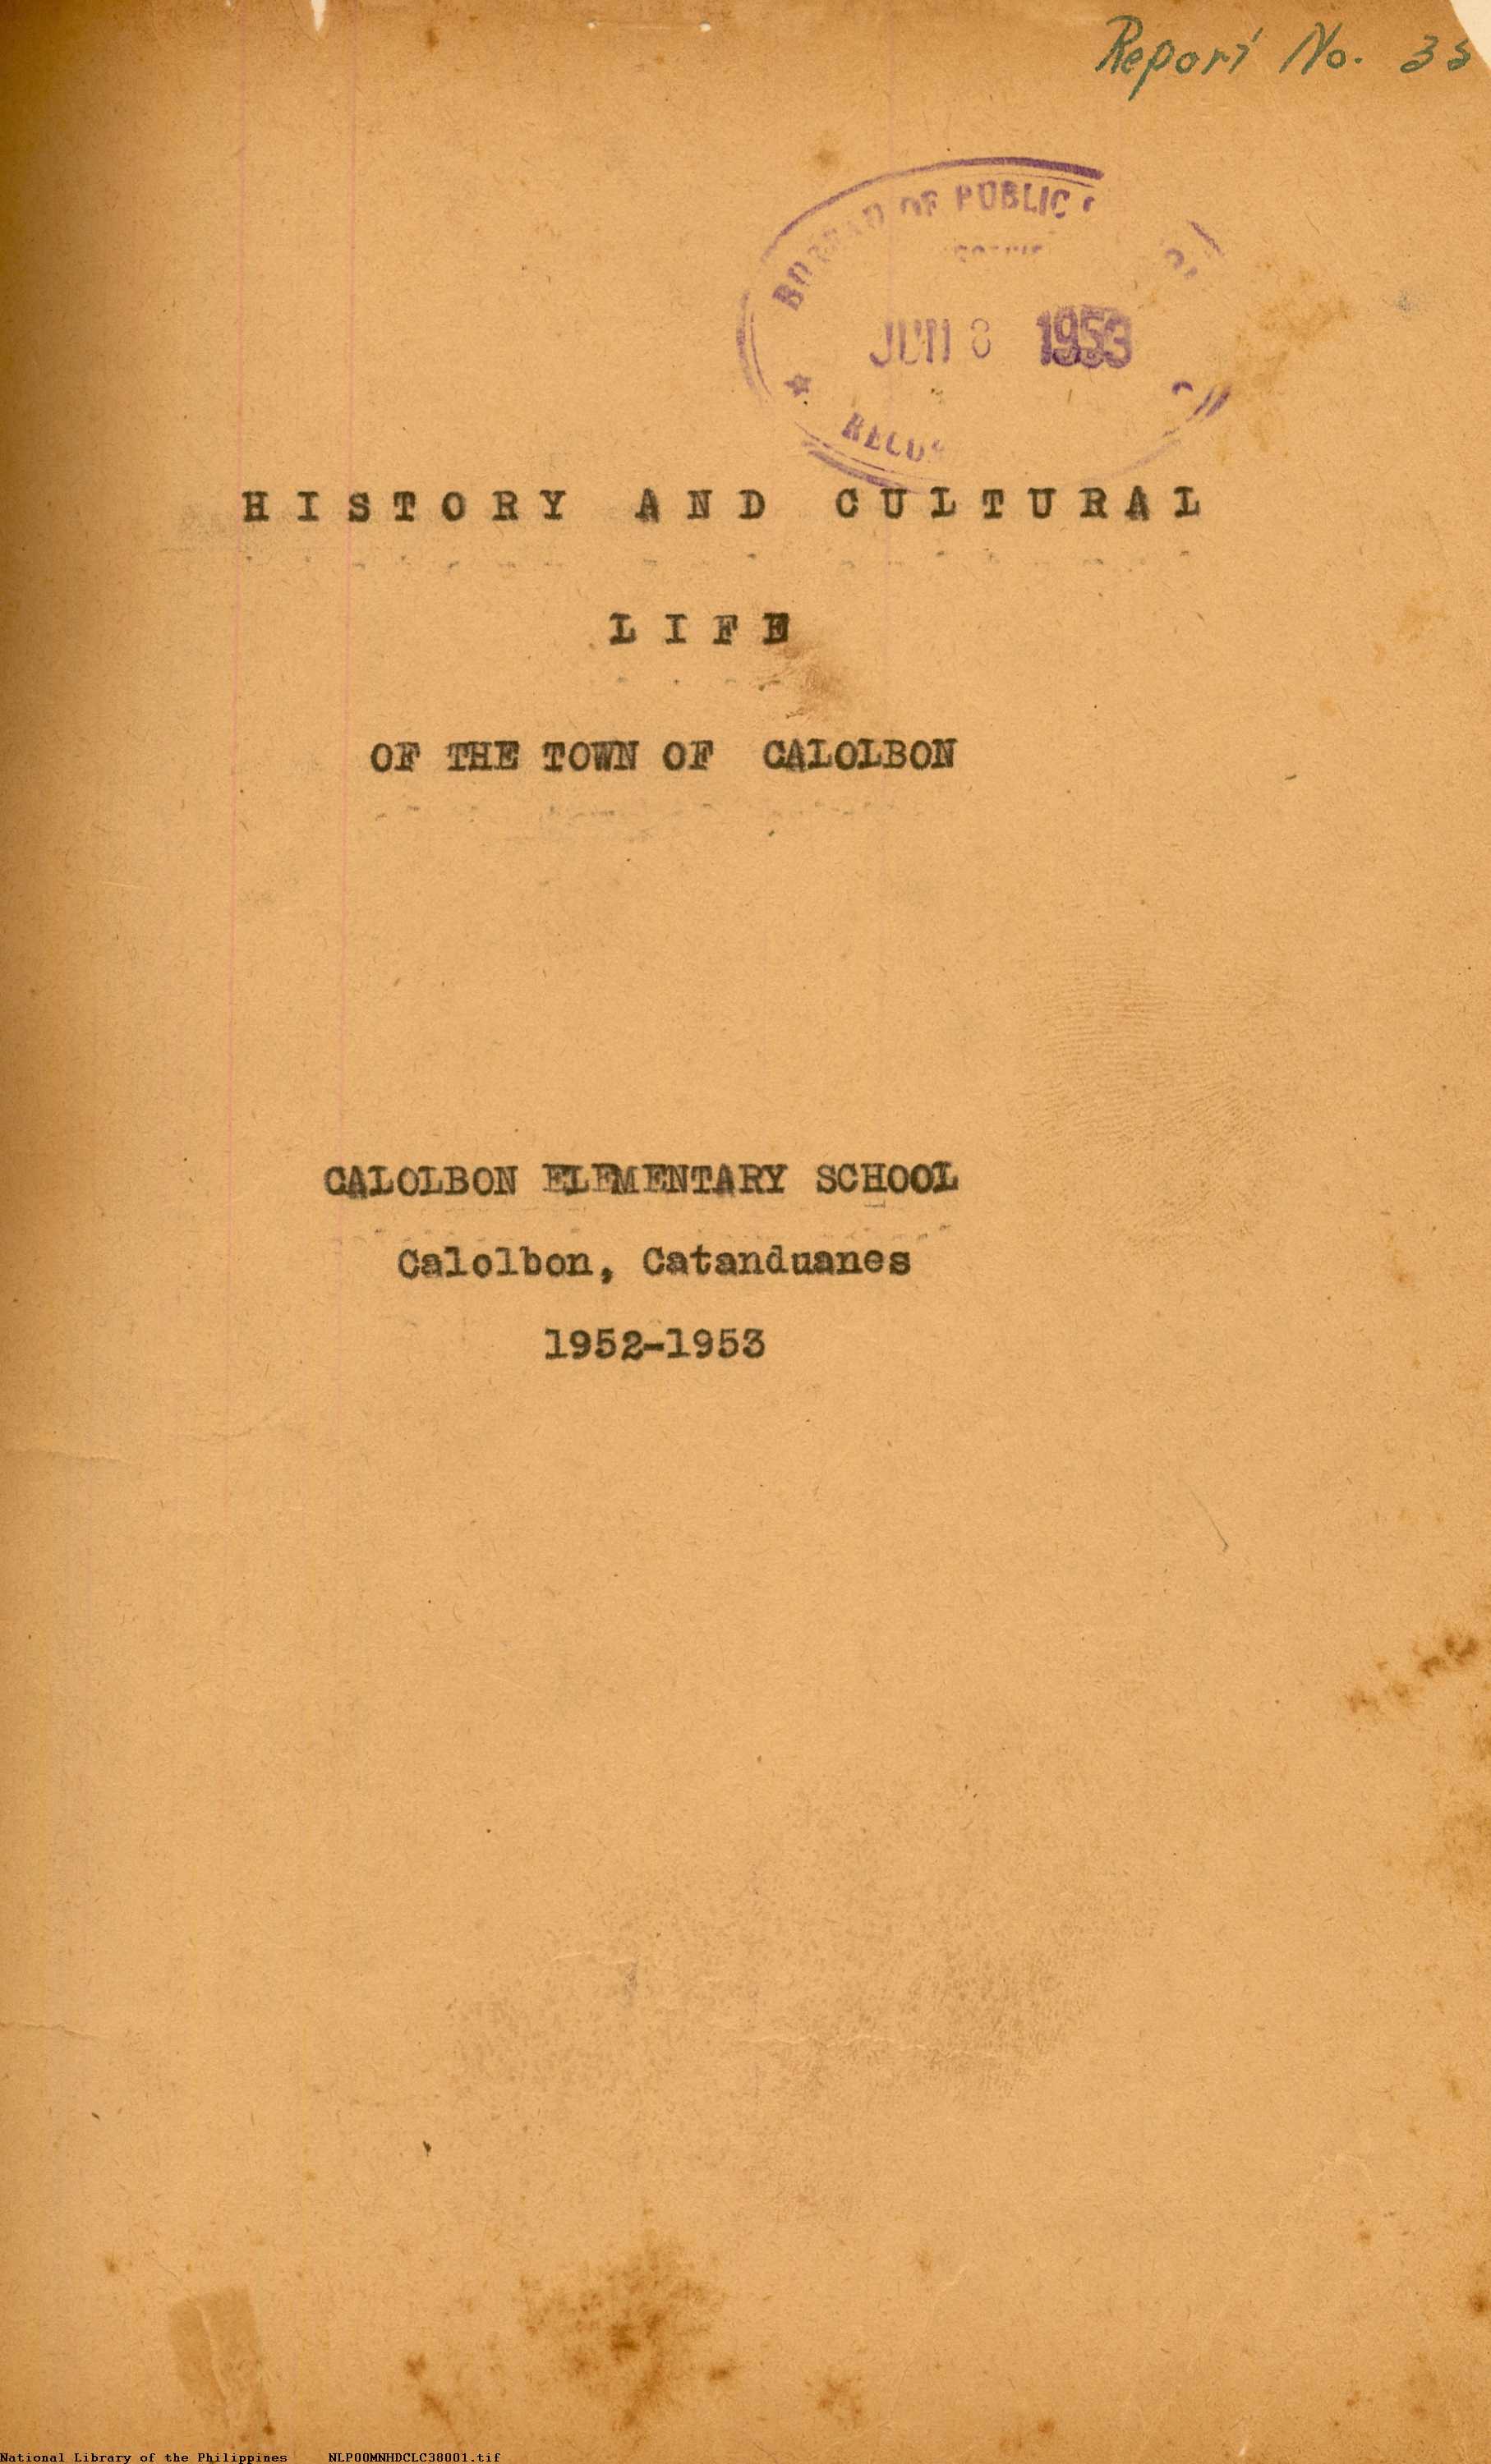 Report No. 33
BUREAU OF PUBLIC
JUN 8 1953
HISTORY AND CULTURAL
LIFE
OF THE TOWN OF CALOLBON
CALOLBON ELEMENTARY SCHOOL
Calolbon, Catanduanes
1952-1953
National Library of the Philippines NLP00MNHDCLC38001.tif